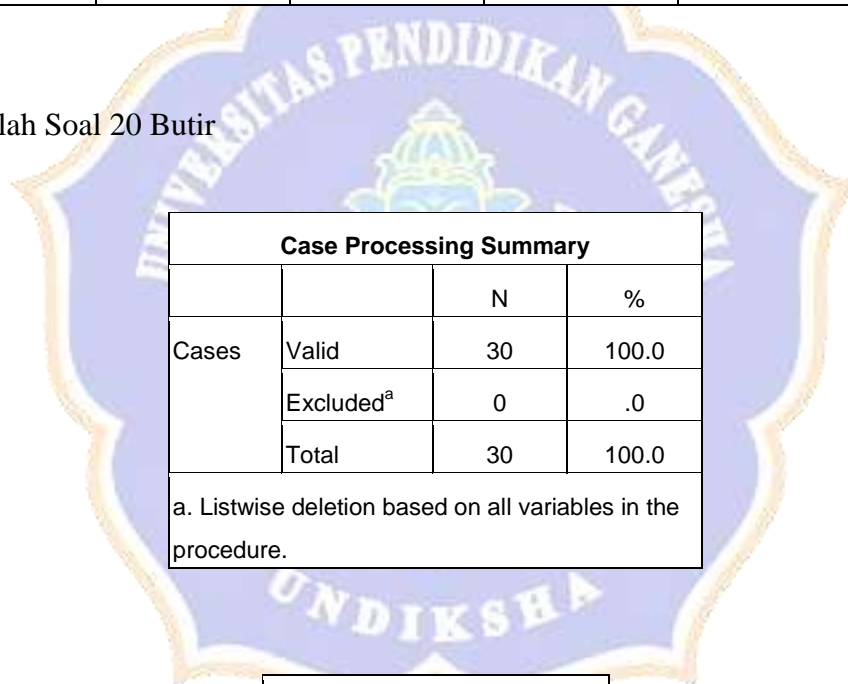 UNIVERSITAS PENDIDIKAN GANESHA
lah Soal 20 Butir
Case Processing Summary
N %
Cases Valid 30 100.0
Excludedᵃ 0 .0
Total 30 100.0
a. Listwise deletion based on all variables in the
procedure.
UNDIKSHA